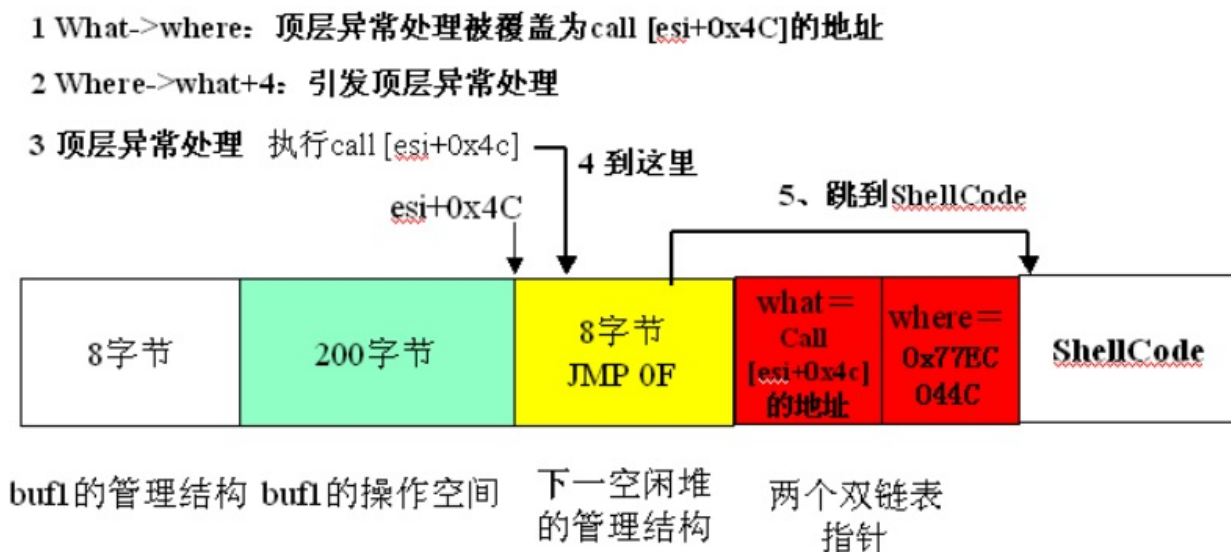 1 What->where：顶层异常处理被覆盖为call [esi+0x4C]的地址
2 Where->what+4：引发顶层异常处理
3 顶层异常处理 执行call [esi+0x4c]
4 到这里
esi+0x4C
5、跳到ShellCode
8字节
200字节
8字节
JMP 0F
what＝
Call
[esi+0x4c]
的地址
where＝
0x77EC
044C
ShellCode
buf1的管理结构
buf1的操作空间
下一空闲堆
的管理结构
两个双链表
指针